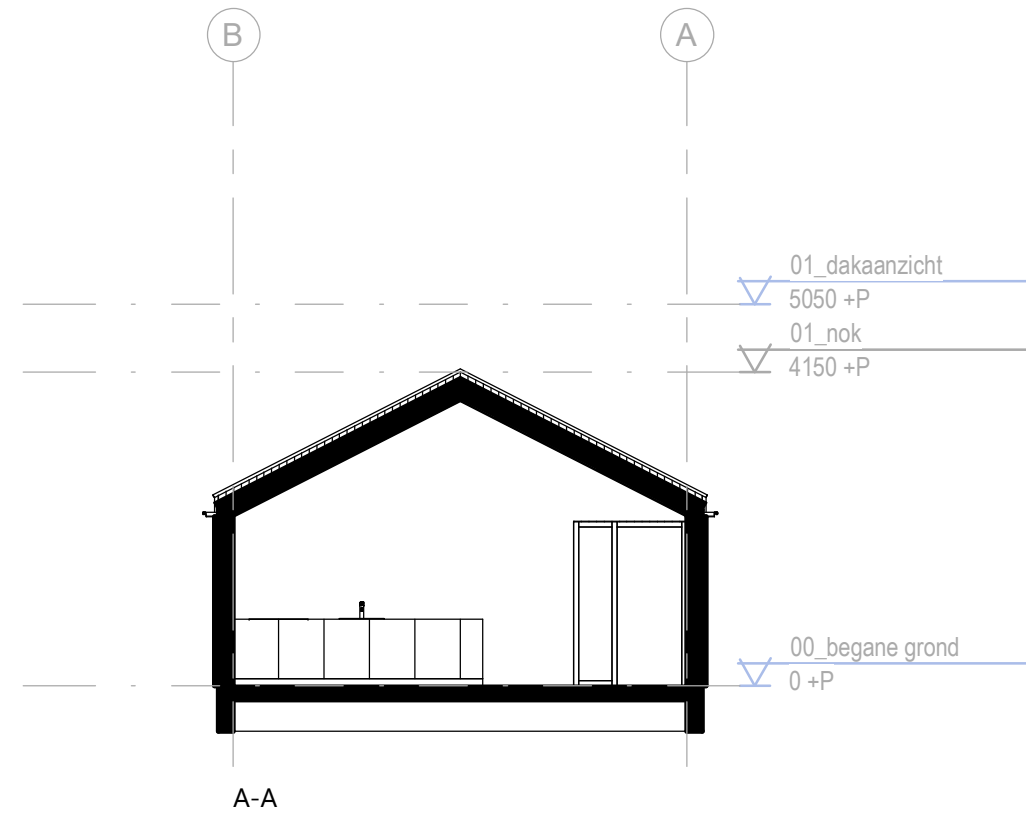 B
A
01_dakaanzicht
5050 +P
01_nok
4150 +P
00_begane grond
0 +P
A-A